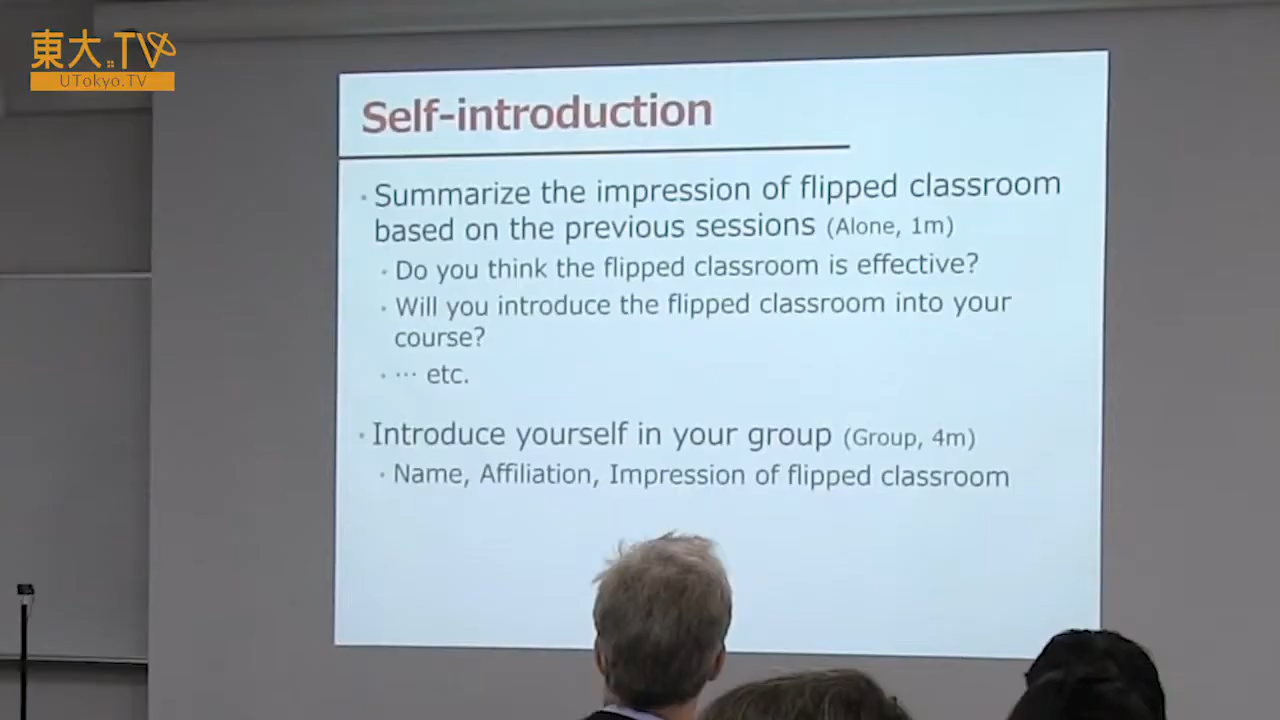 東大.TV
UTokyo.TV
Self-introduction
・Summarize the impression of flipped classroom
based on the previous sessions (Alone, 1m)
・Do you think the flipped classroom is effective?
・Will you introduce the flipped classroom into your
course?
・… etc.
・Introduce yourself in your group (Group, 4m)
・Name, Affiliation, Impression of flipped classroom